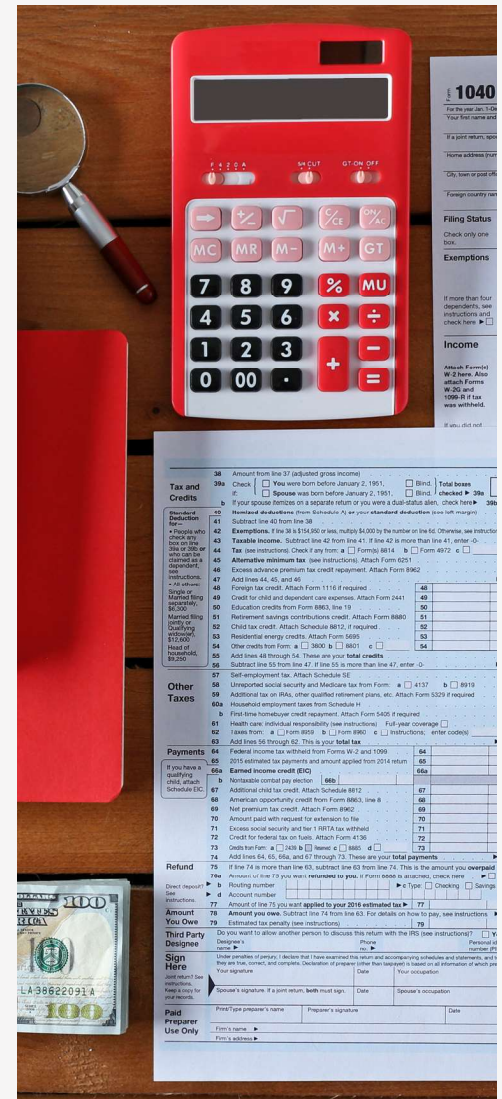 F 4 2 0 A
5/4 CUT
GT-ON OFF
→ +/- √ C/CE ON/AC
MC MR M- M+ GT
7 8 9 % MU
4 5 6 × ÷
1 2 3 + −
0 00 · =
Form 1040
For the year Jan. 1-De
Your first name and
If a joint return, spou
Home address (num
City, town or post offi
Foreign country nam
Filing Status
Check only one
box.
Exemptions
If more than four
dependents, see
instructions and
check here ▶
Income
Attach Form(s)
W-2 here. Also
attach Forms
W-2G and
1099-R if tax
was withheld.
If you did not
38 Amount from line 37 (adjusted gross income)
Tax and
Credits
39a Check You were born before January 2, 1951, Blind. Total boxes
if: Spouse was born before January 2, 1951, Blind. checked ▶ 39a
b If your spouse itemizes on a separate return or you were a dual-status alien, check here▶ 39b
Standard
Deduction
for—
• People who
check any
box on line
39a or 39b or
who can be
claimed as a
dependent,
see
instructions.
• All others:
Single or
Married filing
separately,
$6,300
Married filing
jointly or
Qualifying
widow(er),
$12,600
Head of
household,
$9,250
40 Itemized deductions (from Schedule A) or your standard deduction (see left margin)
41 Subtract line 40 from line 38
42 Exemptions. If line 38 is $154,950 or less, multiply $4,000 by the number on line 6d. Otherwise, see instruction
43 Taxable income. Subtract line 42 from line 41. If line 42 is more than line 41, enter -0-
44 Tax (see instructions). Check if any from: a Form(s) 8814 b Form 4972 c
45 Alternative minimum tax (see instructions). Attach Form 6251
46 Excess advance premium tax credit repayment. Attach Form 8962
47 Add lines 44, 45, and 46
48 Foreign tax credit. Attach Form 1116 if required 48
49 Credit for child and dependent care expenses. Attach Form 2441 49
50 Education credits from Form 8863, line 19 50
51 Retirement savings contributions credit. Attach Form 8880 51
52 Child tax credit. Attach Schedule 8812, if required 52
53 Residential energy credits. Attach Form 5695 53
54 Other credits from Form: a 3800 b 8801 c 54
55 Add lines 48 through 54. These are your total credits
56 Subtract line 55 from line 47. If line 55 is more than line 47, enter -0-
Other
Taxes
57 Self-employment tax. Attach Schedule SE
58 Unreported social security and Medicare tax from Form: a 4137 b 8919
59 Additional tax on IRAs, other qualified retirement plans, etc. Attach Form 5329 if required
60a Household employment taxes from Schedule H
b First-time homebuyer credit repayment. Attach Form 5405 if required
61 Health care: individual responsibility (see instructions) Full-year coverage
62 Taxes from: a Form 8959 b Form 8960 c Instructions; enter code(s)
63 Add lines 56 through 62. This is your total tax
Payments
64 Federal income tax withheld from Forms W-2 and 1099 64
65 2015 estimated tax payments and amount applied from 2014 return 65
If you have a
qualifying
child, attach
Schedule EIC.
66a Earned income credit (EIC) 66a
b Nontaxable combat pay election 66b
67 Additional child tax credit. Attach Schedule 8812 67
68 American opportunity credit from Form 8863, line 8 68
69 Net premium tax credit. Attach Form 8962 69
70 Amount paid with request for extension to file 70
71 Excess social security and tier 1 RRTA tax withheld 71
72 Credit for federal tax on fuels. Attach Form 4136 72
73 Credits from Form: a 2439 b Reserved c 8885 d 73
74 Add lines 64, 65, 66a, and 67 through 73. These are your total payments ▶
Refund
75 If line 74 is more than line 63, subtract line 63 from line 74. This is the amount you overpaid
76a Amount of line 75 you want refunded to you. If Form 8888 is attached, check here
Direct deposit?
See
instructions.
▶ b Routing number ▶ c Type: Checking Savings
▶ d Account number
77 Amount of line 75 you want applied to your 2016 estimated tax ▶ 77
Amount
You Owe
78 Amount you owe. Subtract line 74 from line 63. For details on how to pay, see instructions ▶
79 Estimated tax penalty (see instructions) 79
Third Party
Designee
Do you want to allow another person to discuss this return with the IRS (see instructions)?
Designee's
name ▶
Phone
no. ▶
Personal id
number (PI
Sign
Here
Joint return? See
instructions.
Keep a copy for
your records.
Under penalties of perjury, I declare that I have examined this return and accompanying schedules and statements, and to
they are true, correct, and complete. Declaration of preparer (other than taxpayer) is based on all information of which pre
Your signature Date Your occupation
Spouse's signature. If a joint return, both must sign. Date Spouse's occupation
Paid
Preparer
Use Only
Print/Type preparer's name Preparer's signature Date
Firm's name ▶
Firm's address ▶
100
STATES
LA 38622091 A
100